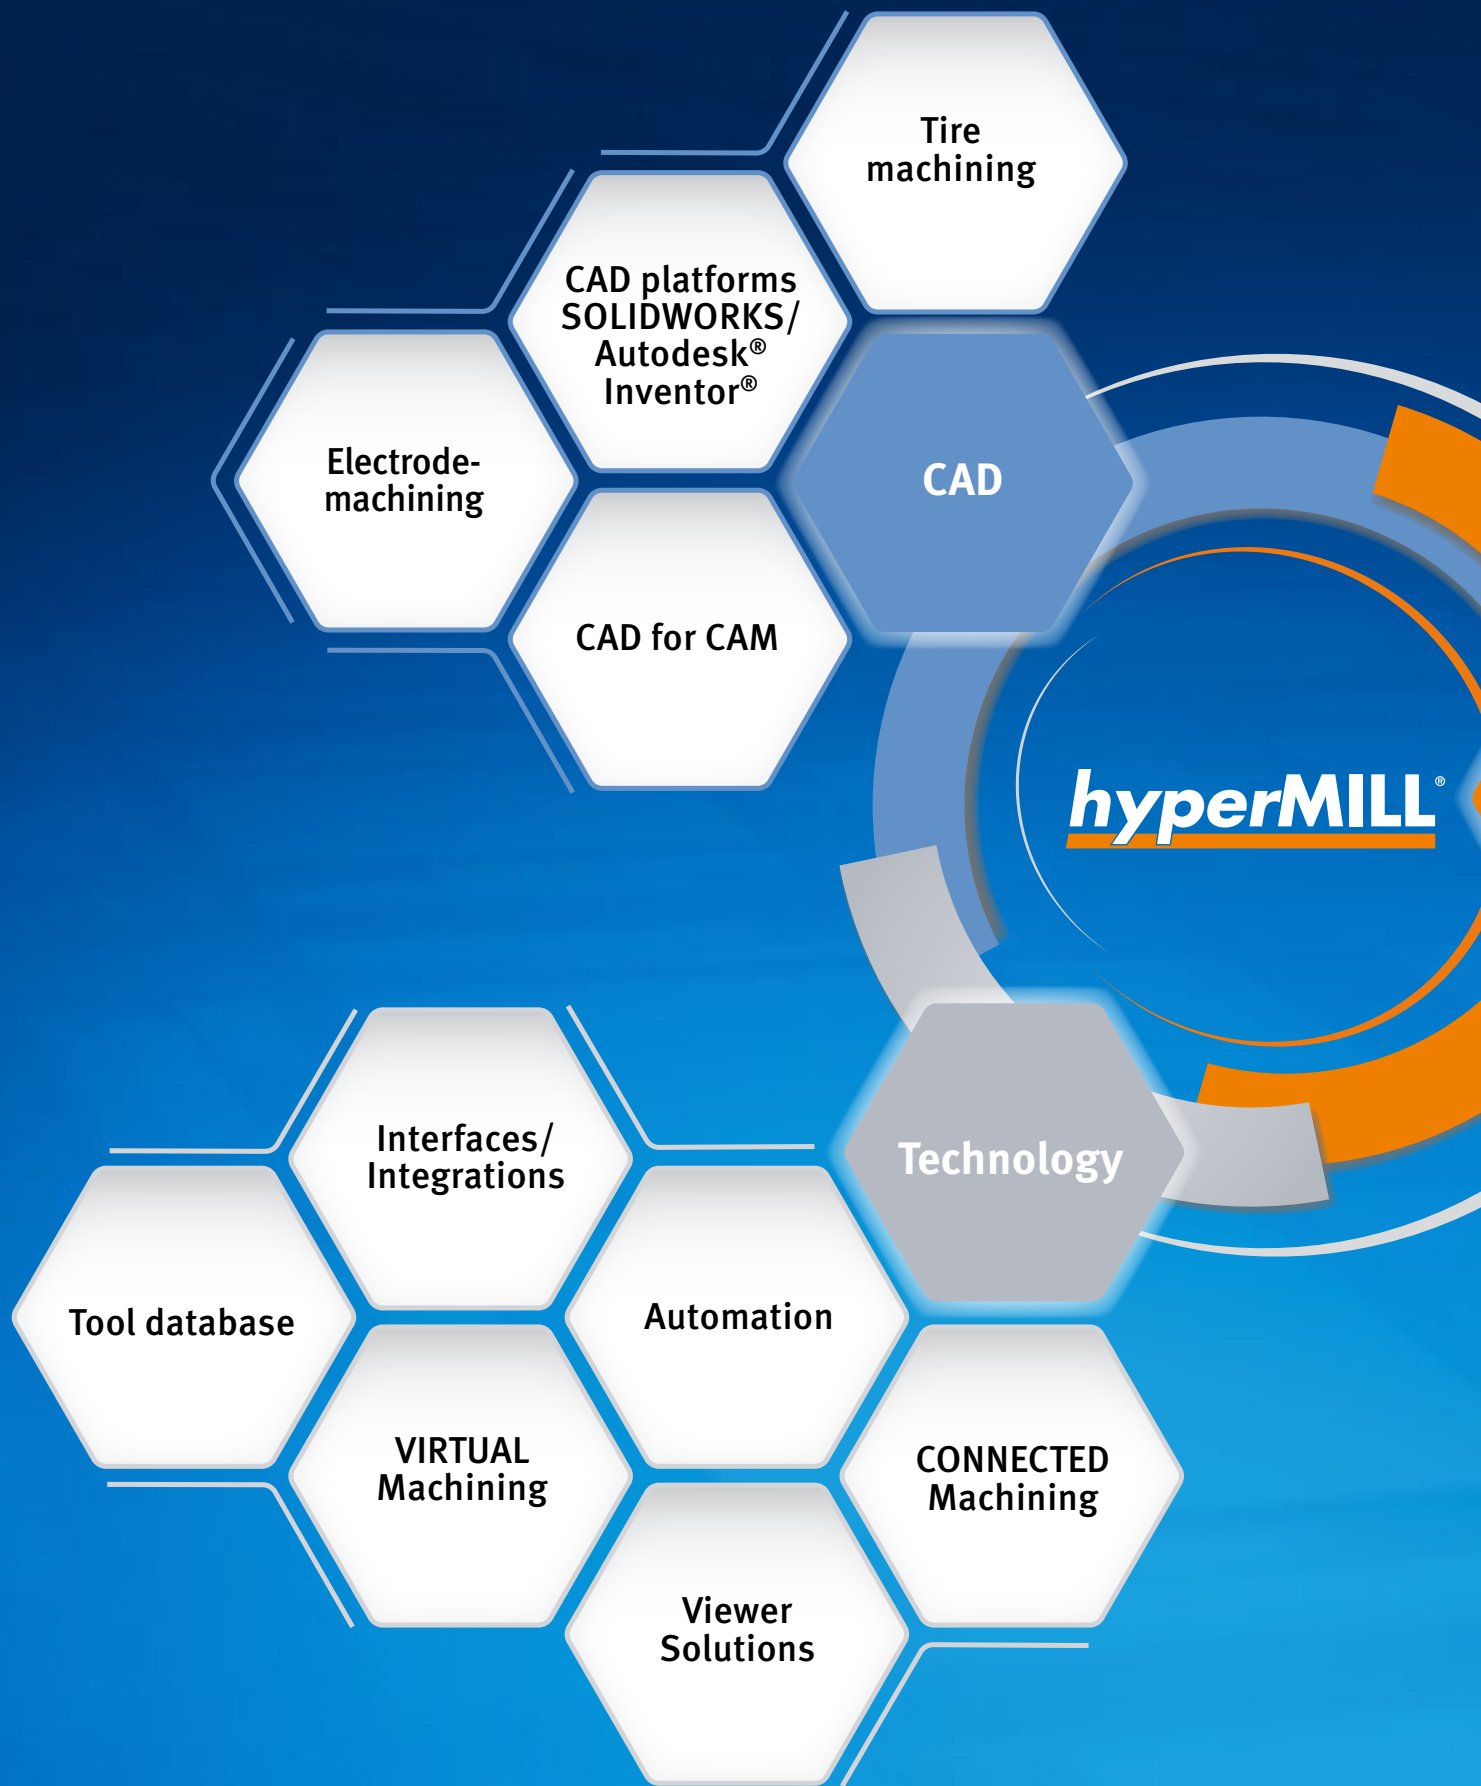 Tire
machining
CAD platforms
SOLIDWORKS/
Autodesk®
Inventor®
Electrode-
machining
CAD
CAD for CAM
hyperMILL®
Interfaces/
Integrations
Technology
Tool database
Automation
VIRTUAL
Machining
CONNECTED
Machining
Viewer
Solutions